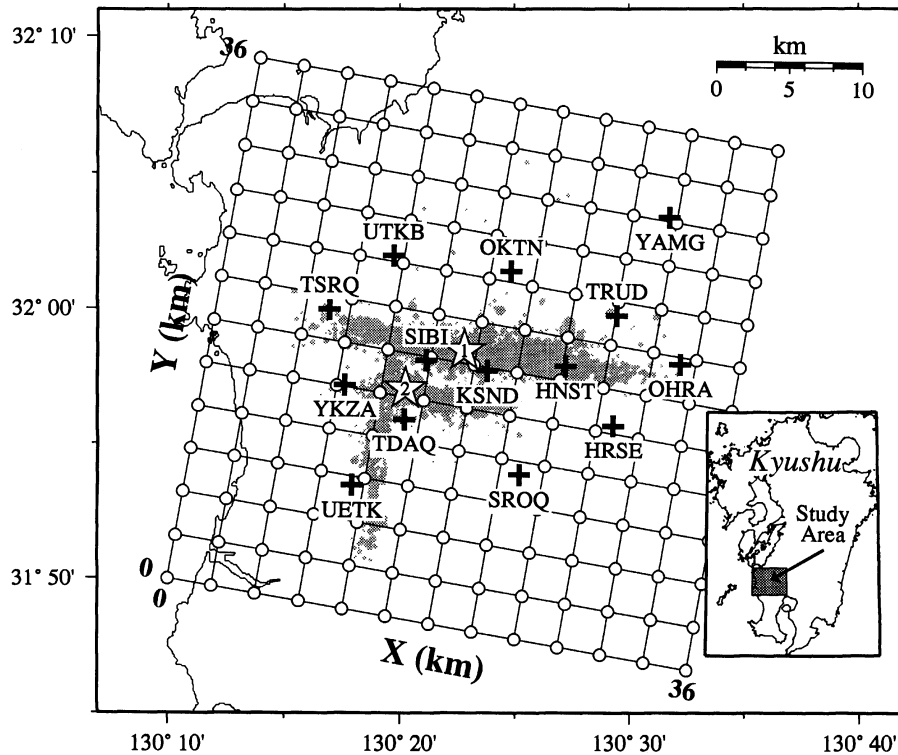 32° 10'
36
km
0 5 10
UTKB
OKTN
YAMG
TSRQ
TRUD
32° 00'
Y (km)
SIBI
1
2
YKZA
KSND
HNST
OHRA
TDAQ
HRSE
UETK
SROQ
Kyushu
Study
Area
31° 50'
0
0
X (km)
36
130° 10'
130° 20'
130° 30'
130° 40'